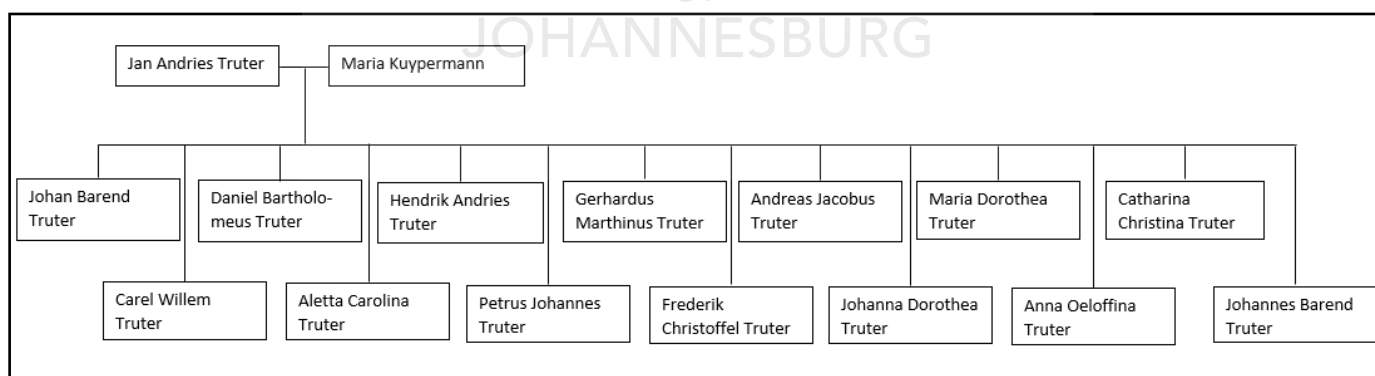 JOHANNESBURG
Jan Andries Truter
Maria Kuypermann
Johan Barend
Truter
Daniel Bartholo-
meus Truter
Hendrik Andries
Truter
Gerhardus
Marthinus Truter
Andreas Jacobus
Truter
Maria Dorothea
Truter
Catharina
Christina Truter
Carel Willem
Truter
Aletta Carolina
Truter
Petrus Johannes
Truter
Frederik
Christoffel Truter
Johanna Dorothea
Truter
Anna Oeloffina
Truter
Johannes Barend
Truter